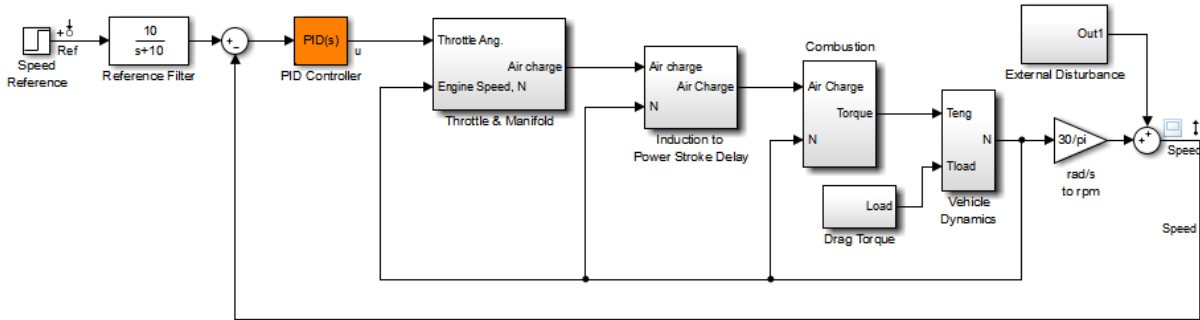 Ref
Speed
Reference
10
s+10
Reference Filter
+
−
PID(s)
u
PID Controller
Throttle Ang.
Air charge
Engine Speed, N
Throttle & Manifold
Air charge
Air Charge
N
Induction to
Power Stroke Delay
Combustion
Air Charge
Torque
N
Load
Drag Torque
Teng
N
Tload
Vehicle
Dynamics
30/pi
rad/s
to rpm
Out1
External Disturbance
+
+
Speed
Speed